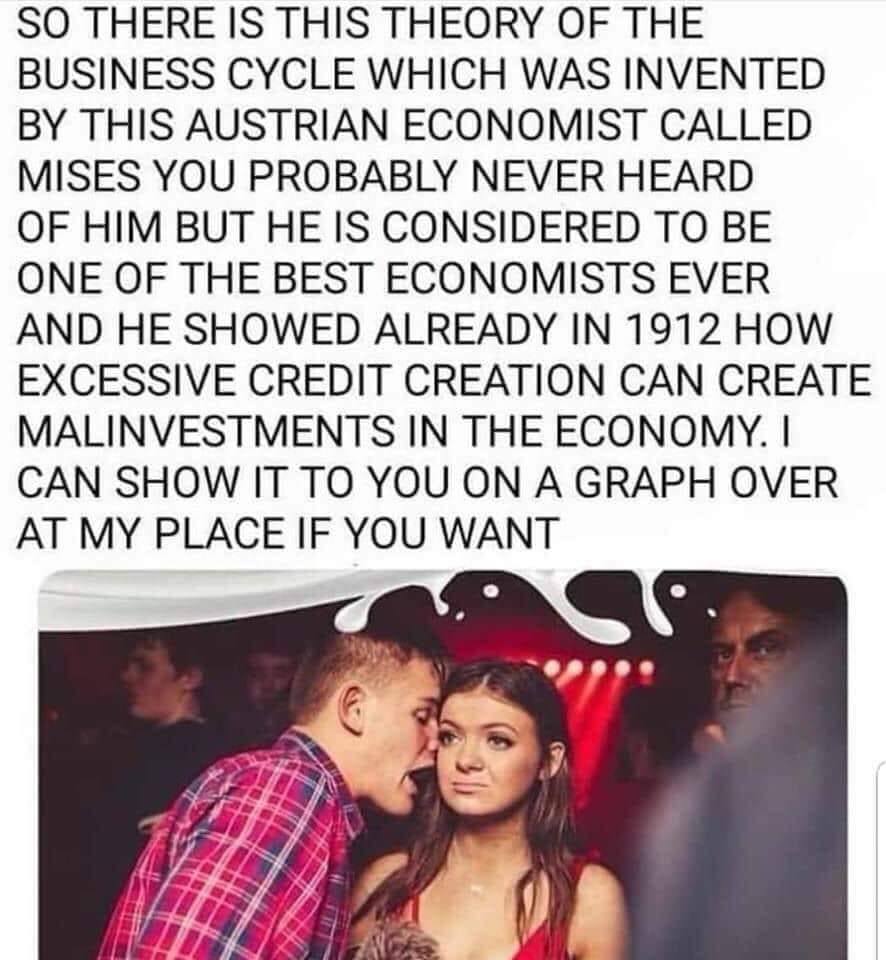 SO THERE IS THIS THEORY OF THE
BUSINESS CYCLE WHICH WAS INVENTED
BY THIS AUSTRIAN ECONOMIST CALLED
MISES YOU PROBABLY NEVER HEARD
OF HIM BUT HE IS CONSIDERED TO BE
ONE OF THE BEST ECONOMISTS EVER
AND HE SHOWED ALREADY IN 1912 HOW
EXCESSIVE CREDIT CREATION CAN CREATE
MALINVESTMENTS IN THE ECONOMY. I
CAN SHOW IT TO YOU ON A GRAPH OVER
AT MY PLACE IF YOU WANT